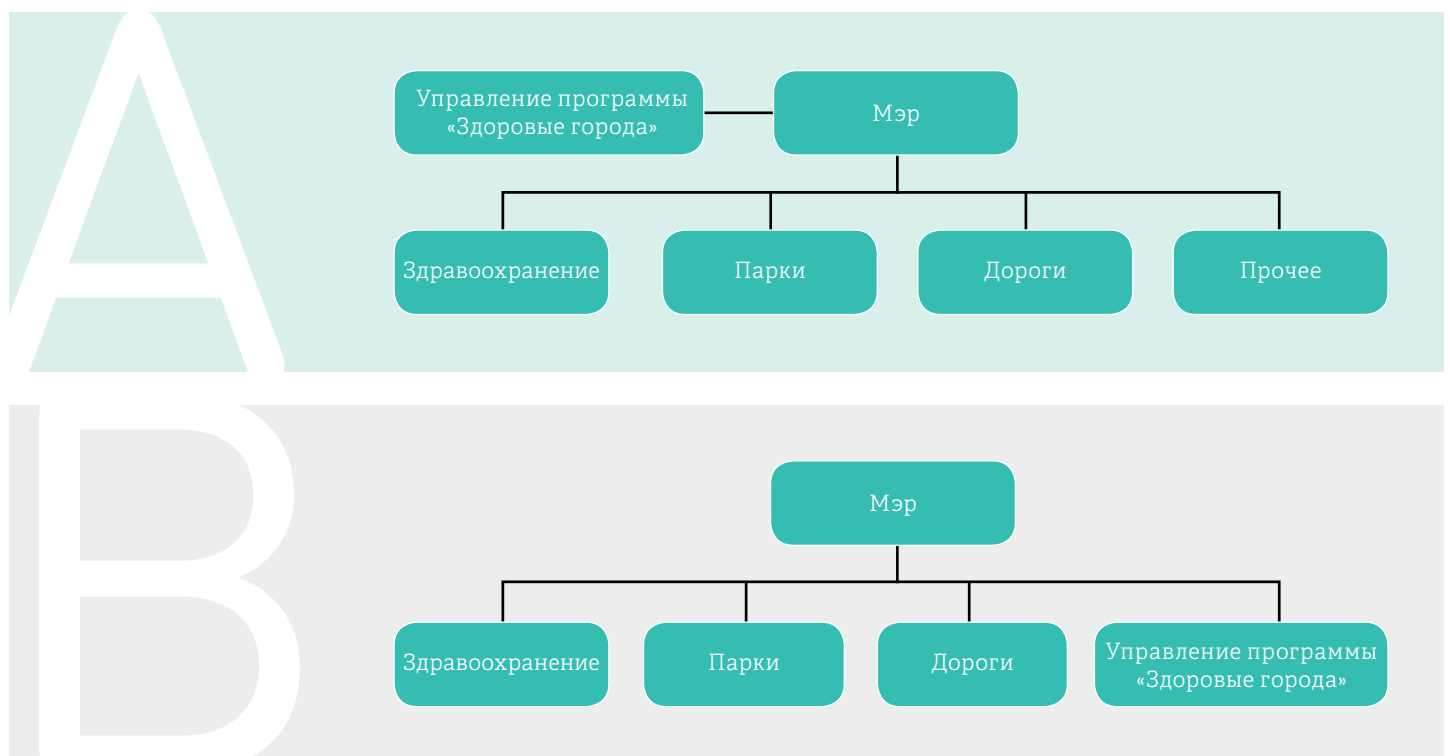 A
Управление программы
«Здоровые города»
Мэр
Здравоохранение
Парки
Дороги
Прочее
B
Мэр
Здравоохранение
Парки
Дороги
Управление программы
«Здоровые города»